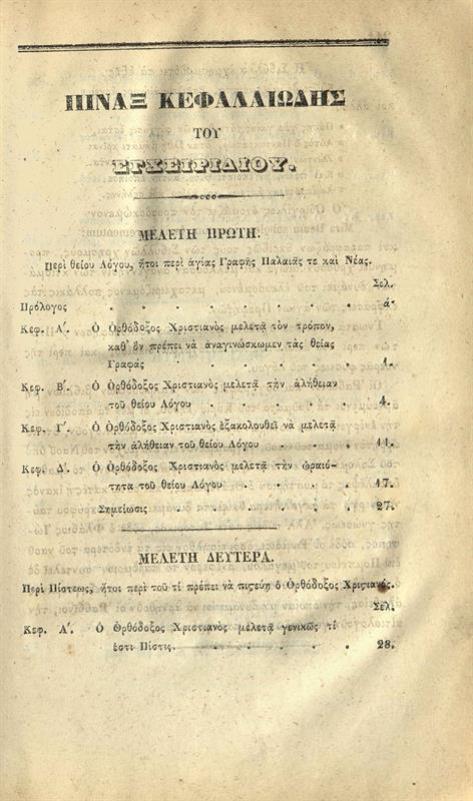 ΠΙΝΑΞ ΚΕΦΑΛΑΙΩΔΗΣ
ΤΟΥ
ΕΓΧΕΙΡΙΔΙΟΥ.
ΜΕΛΕΤΗ ΠΡΩΤΗ.
Περὶ θείου Λόγου, ἤτοι περὶ ἁγίας Γραφῆς Παλαιᾶς τε καὶ Νέας.
Σελ.
Πρόλογος . . . . . . . . ά.
Κεφ. Α'. Ὁ Ὀρθόδοξος Χριστιανὸς μελετᾷ τὸν τρόπον,
καθ' ὃν πρέπει νὰ ἀναγινώσκωμεν τὰς θείας
Γραφάς . . . . . . . 1.
Κεφ. Β'. Ὁ Ὀρθόδοξος Χριστιανὸς μελετᾷ τὴν ἀλήθειαν
τοῦ θείου Λόγου . . . . . 4.
Κεφ. Γ'. Ὁ Ὀρθόδοξος Χριστιανὸς ἐξακολουθεῖ νὰ μελετᾷ
τὴν ἀλήθειαν τοῦ θείου Λόγου . . . . 11.
Κεφ. Δ'. Ὁ Ὀρθόδοξος Χριστιανὸς μελετᾷ τὴν ὡραιό-
τητα τοῦ θείου Λόγου . . . . . 17.
Σημείωσις . . . . . . 27.
ΜΕΛΕΤΗ ΔΕΥΤΕΡΑ.
Περὶ Πίστεως, ἤτοι περὶ τοῦ τί πρέπει νὰ πιςεύῃ ὁ Ὀρθόδοξος Χριςιανός.
Σελ.
Κεφ. Α'. Ὁ Ὀρθόδοξος Χριστιανὸς μελετᾷ γενικῶς τί
ἐστι Πίστις. . . . . . . 28.